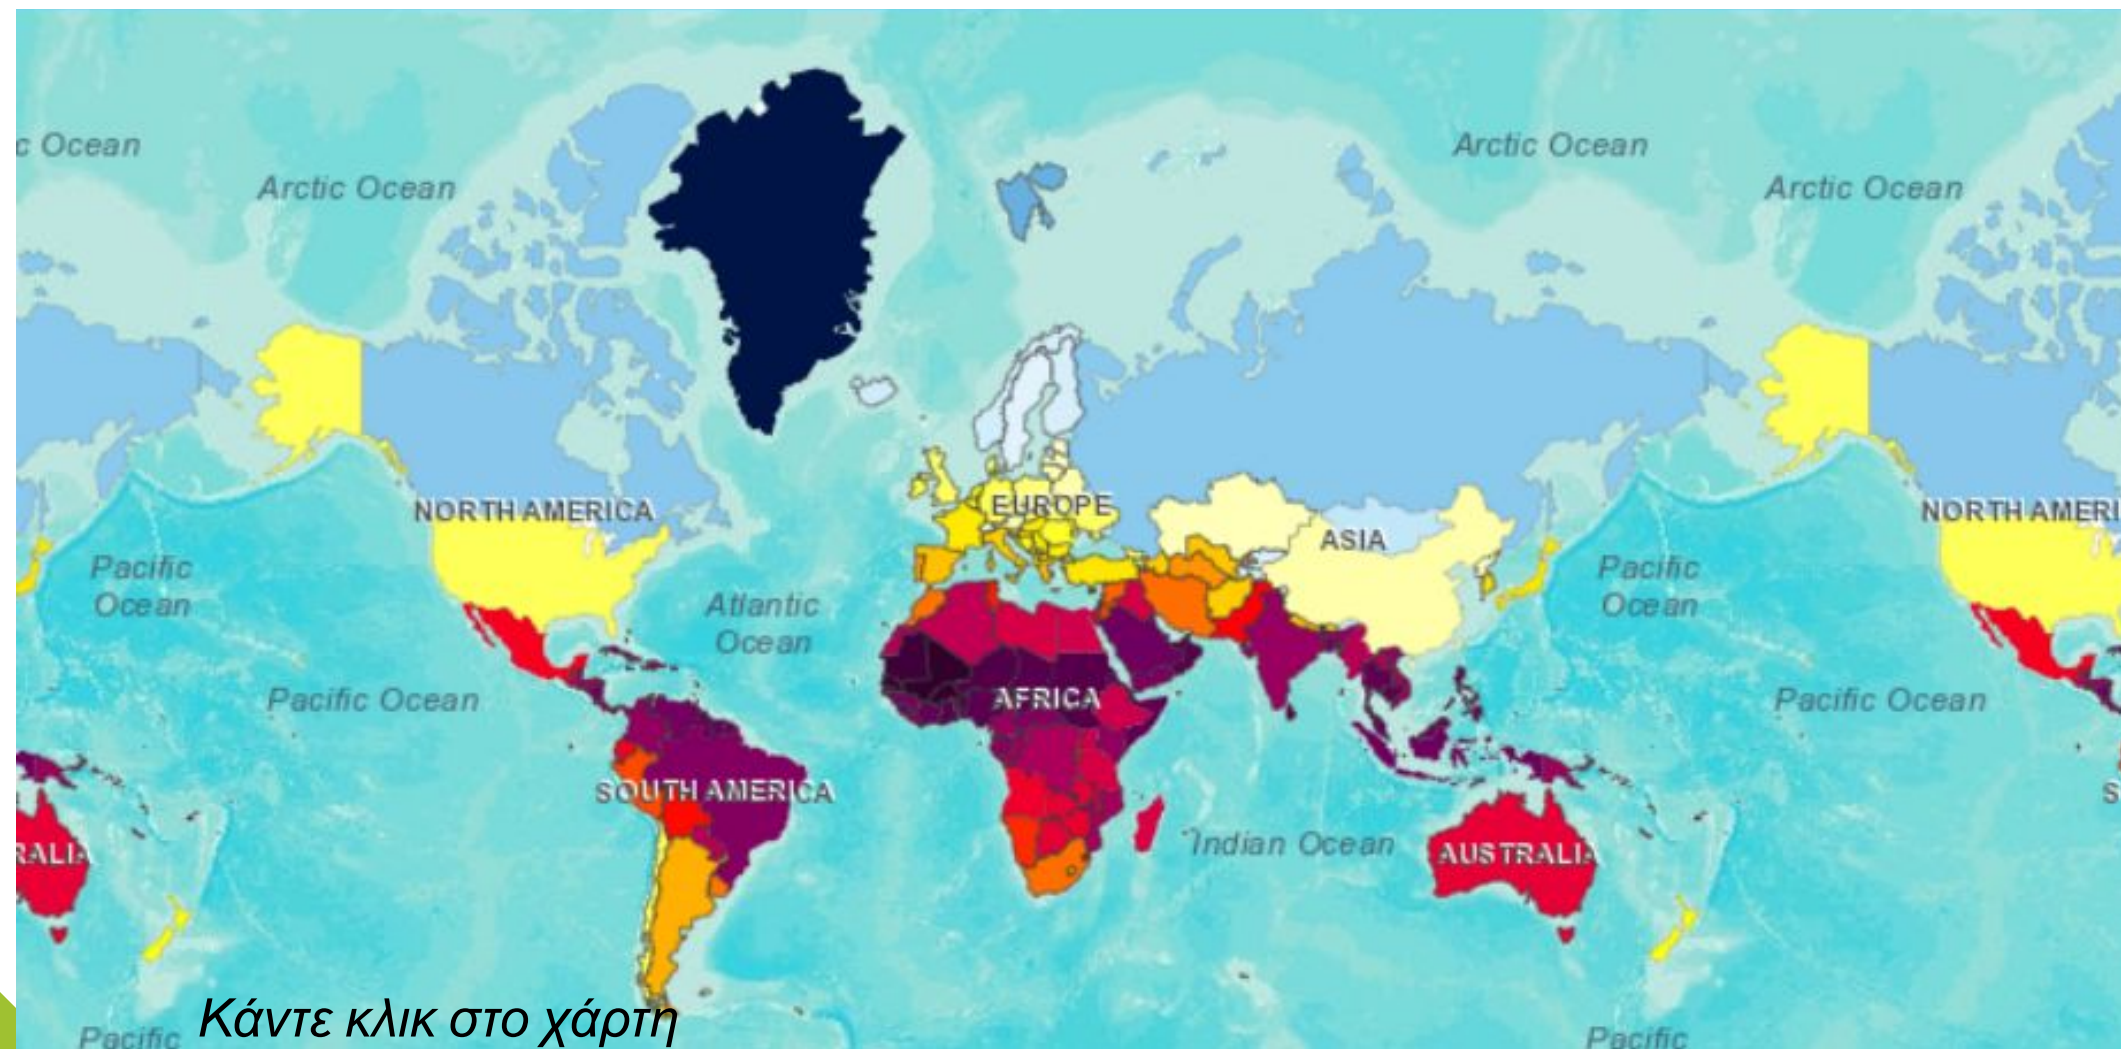 c Ocean
Arctic Ocean
Arctic Ocean
Arctic Ocean
NORTH AMERICA
EUROPE
ASIA
NORTH AMERI
Pacific
Ocean
Atlantic
Ocean
Pacific
Ocean
Pacific Ocean
AFRICA
Pacific Ocean
SOUTH AMERICA
S
RALIA
Indian Ocean
AUSTRALIA
Pacific
Κάντε κλικ στο χάρτη
Pacific